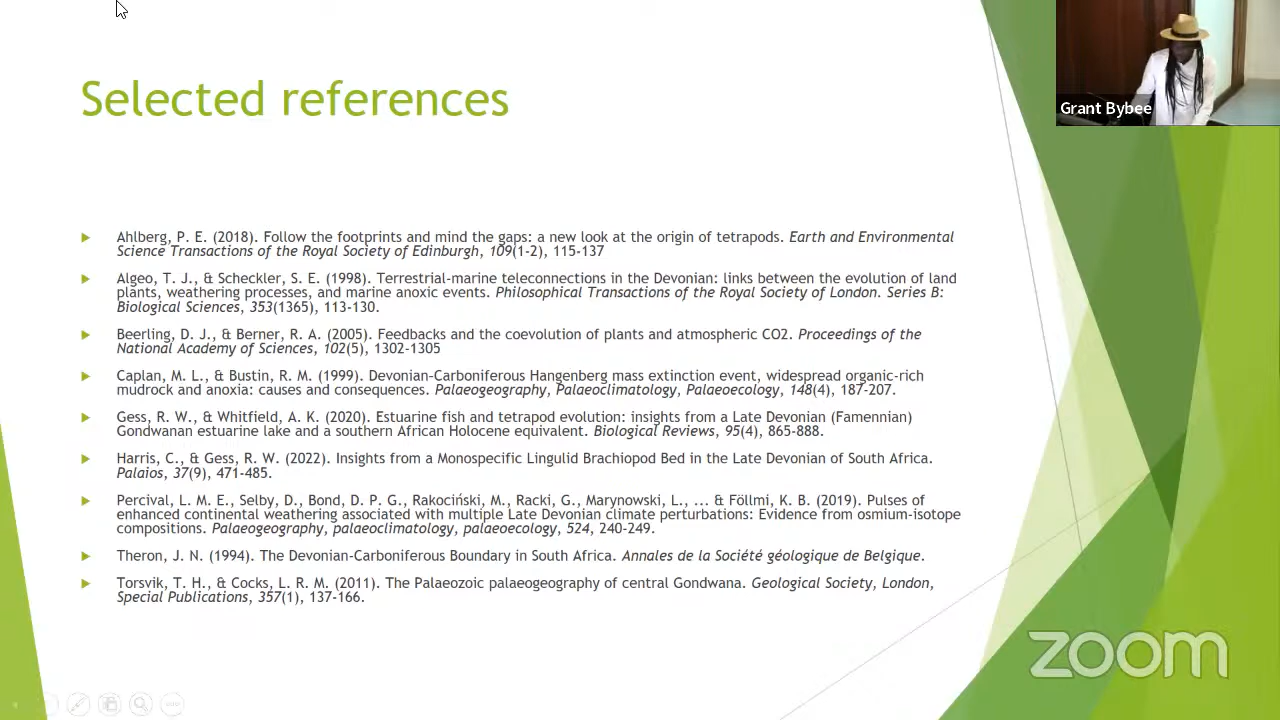 Selected references
Grant Bybee
Ahlberg, P. E. (2018). Follow the footprints and mind the gaps: a new look at the origin of tetrapods. Earth and Environmental
Science Transactions of the Royal Society of Edinburgh, 109(1-2), 115-137
Algeo, T. J., & Scheckler, S. E. (1998). Terrestrial-marine teleconnections in the Devonian: links between the evolution of land
plants, weathering processes, and marine anoxic events. Philosophical Transactions of the Royal Society of London. Series B:
Biological Sciences, 353(1365), 113-130.
Beerling, D. J., & Berner, R. A. (2005). Feedbacks and the coevolution of plants and atmospheric CO2. Proceedings of the
National Academy of Sciences, 102(5), 1302-1305
Caplan, M. L., & Bustin, R. M. (1999). Devonian-Carboniferous Hangenberg mass extinction event, widespread organic-rich
mudrock and anoxia: causes and consequences. Palaeogeography, Palaeoclimatology, Palaeoecology, 148(4), 187-207.
Gess, R. W., & Whitfield, A. K. (2020). Estuarine fish and tetrapod evolution: insights from a Late Devonian (Famennian)
Gondwanan estuarine lake and a southern African Holocene equivalent. Biological Reviews, 95(4), 865-888.
Harris, C., & Gess, R. W. (2022). Insights from a Monospecific Lingulid Brachiopod Bed in the Late Devonian of South Africa.
Palaios, 37(9), 471-485.
Percival, L. M. E., Selby, D., Bond, D. P. G., Rakociński, M., Racki, G., Marynowski, L., ... & Föllmi, K. B. (2019). Pulses of
enhanced continental weathering associated with multiple Late Devonian climate perturbations: Evidence from osmium-isotope
compositions. Palaeogeography, palaeoclimatology, palaeoecology, 524, 240-249.
Theron, J. N. (1994). The Devonian-Carboniferous Boundary in South Africa. Annales de la Société géologique de Belgique.
Torsvik, T. H., & Cocks, L. R. M. (2011). The Palaeozoic palaeogeography of central Gondwana. Geological Society, London,
Special Publications, 357(1), 137-166.
zoom